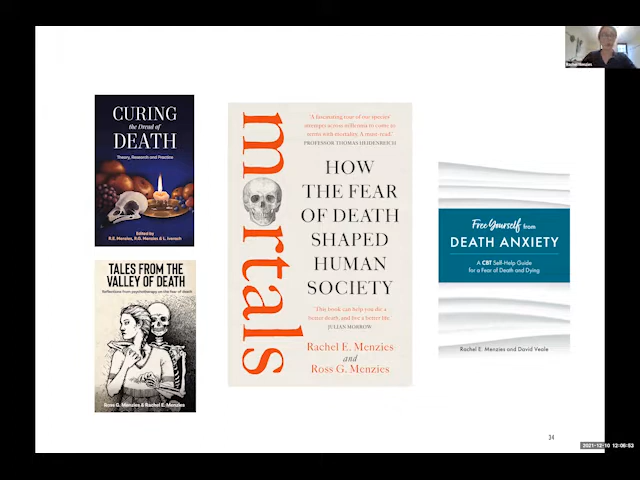 CURING
the Dread of
DEATH
Theory, Research and Practice
Edited by
R.E. Menzies, R.G. Menzies & L. Iverach
TALES FROM THE
VALLEY OF DEATH
Reflections from psychotherapy on the fear of death
Ross G. Menzies & Rachel E. Menzies
mortals
'A fascinating tour of our species'
attempts across millennia to come to
terms with mortality. A must-read.'
PROFESSOR THOMAS HEIDENREICH
HOW
THE FEAR
OF DEATH
SHAPED
HUMAN
SOCIETY
'This book can help you die a
better death, and live a better life.'
JULIAN MORROW
Rachel E. Menzies
and
Ross G. Menzies
Free Yourself from
DEATH ANXIETY
A CBT Self-Help Guide
for a Fear of Death and Dying
Rachel E. Menzies and David Veale
Rachel Menzies
34
2021-12-10 12:06:53